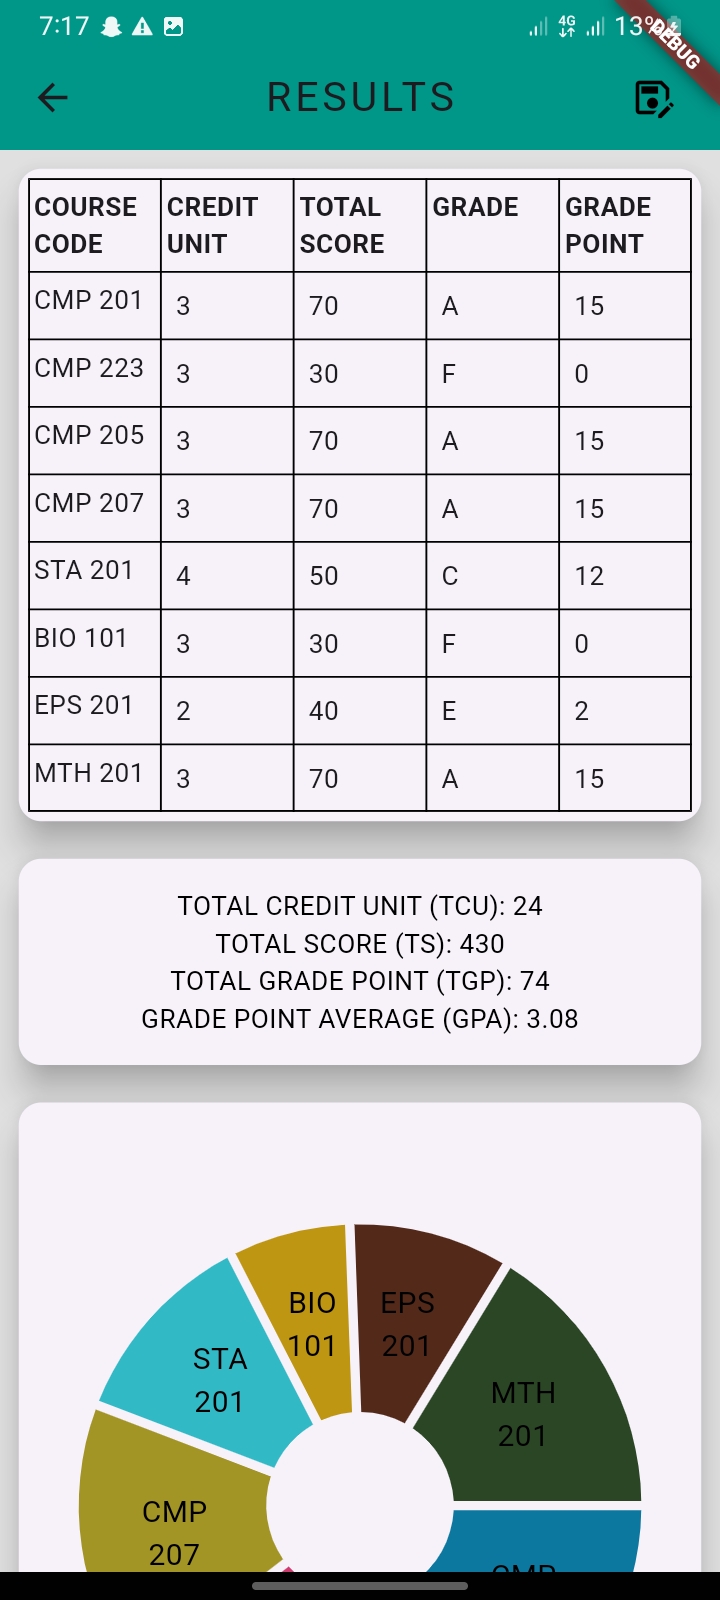 7:17 4G 13%
DEBUG
RESULTS
COURSE CODE CREDIT UNIT TOTAL SCORE GRADE GRADE POINT
CMP 201 3 70 A 15
CMP 223 3 30 F 0
CMP 205 3 70 A 15
CMP 207 3 70 A 15
STA 201 4 50 C 12
BIO 101 3 30 F 0
EPS 201 2 40 E 2
MTH 201 3 70 A 15
TOTAL CREDIT UNIT (TCU): 24
TOTAL SCORE (TS): 430
TOTAL GRADE POINT (TGP): 74
GRADE POINT AVERAGE (GPA): 3.08
BIO
101
EPS
201
STA
201
MTH
201
CMP
207
CMP